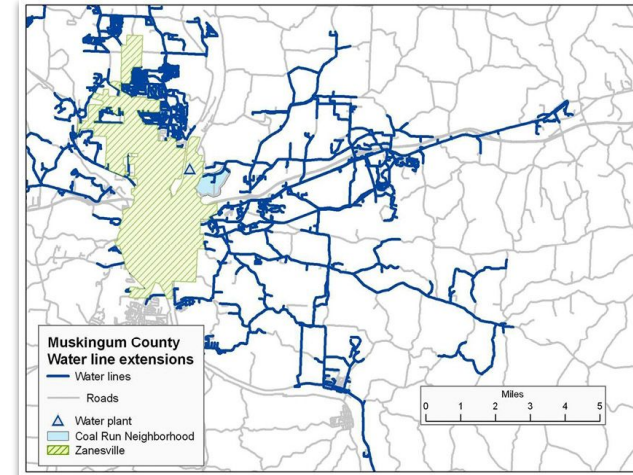 Muskingum County
Water line extensions
Water lines
Roads
Water plant
Coal Run Neighborhood
Zanesville
Miles
0 1 2 3 4 5